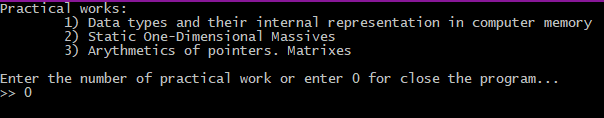 Practical works:
1) Data types and their internal representation in computer memory
2) Static One-Dimensional Massives
3) Arythmetics of pointers. Matrixes
Enter the number of practical work or enter 0 for close the program...
>> 0